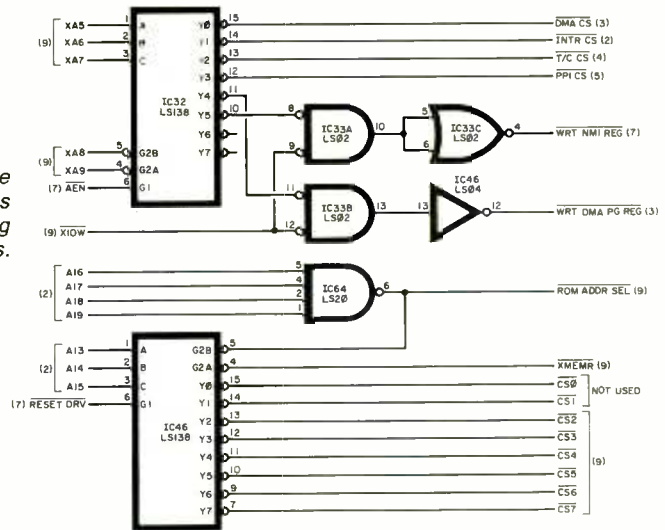 e
s
g
s.
(9) XA5 1 A Y0 15 DMA CS (3)
XA6 2 B Y1 14 INTR CS (2)
XA7 3 C Y2 13 T/C CS (4)
Y3 12 PPI CS (5)
IC32
LS138
Y4 11
Y5 10 8 IC33A LS02 10 5 6 IC33C LS02 4 WRT NMI REG (7)
Y6
Y7 9
(9) XA8 5 G2B
XA9 4 G2A
(7) AEN 6 G1
11 IC33B LS02 13 13 IC46 LS04 12 WRT DMA PG REG (3)
(9) XIOW 12
(2) A16 5
A17 4 IC64 LS20 6 ROM ADDR SEL (9)
A18 2
A19 1
(2) A13 1 A G2B 5
A14 2 B G2A 4 XMEMR (9)
A15 3 C Y0 15 CS0 NOT USED
(7) RESET DRV 6 G1 Y1 14 CS1
IC46
LS138
Y2 13 CS2
Y3 12 CS3
Y4 11 CS4 (9)
Y5 10 CS5
Y6 9 CS6
Y7 7 CS7